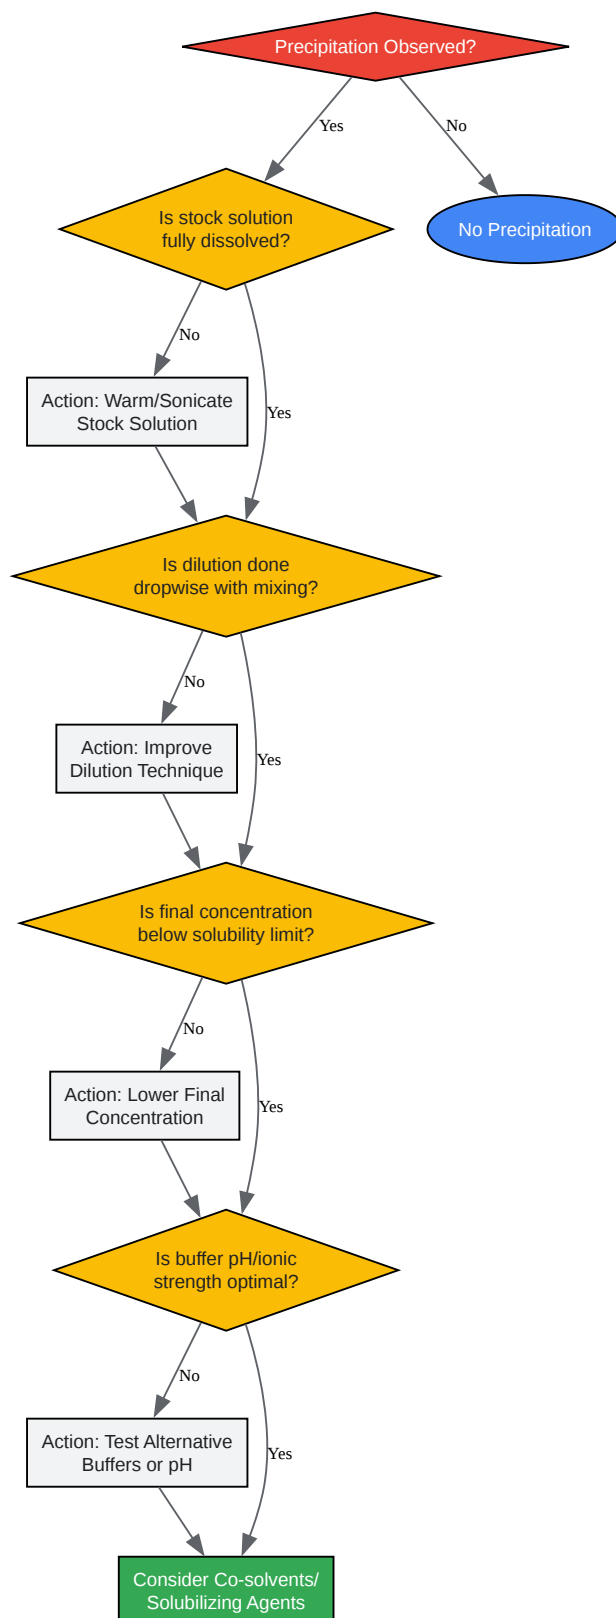 Precipitation Observed?
Yes
No
Is stock solution
fully dissolved?
No Precipitation
No
Action: Warm/Sonicate
Stock Solution
Yes
Is dilution done
dropwise with mixing?
No
Action: Improve
Dilution Technique
Yes
Is final concentration
below solubility limit?
No
Action: Lower Final
Concentration
Yes
Is buffer pH/ionic
strength optimal?
No
Action: Test Alternative
Buffers or pH
Yes
Consider Co-solvents/
Solubilizing Agents